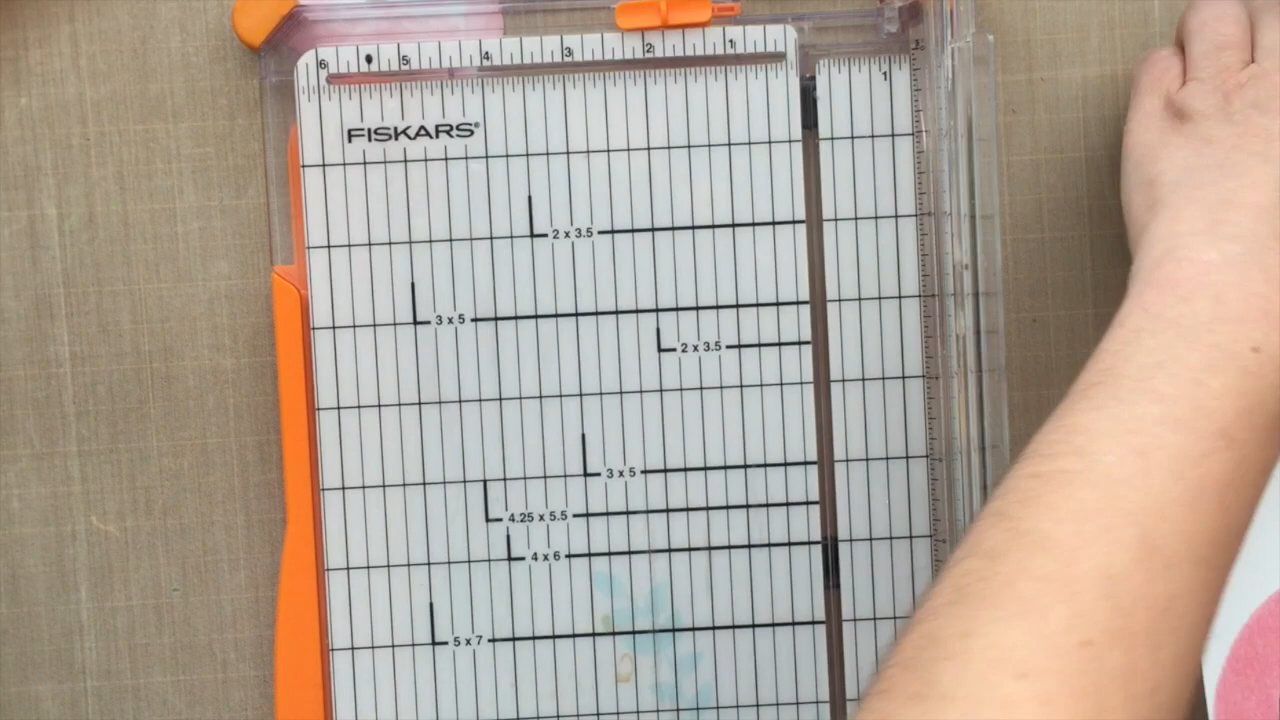 6 5 4 3 2 1 1
FISKARS®
2 x 3.5
3 x 5
2 x 3.5
3 x 5
4.25 x 5.5
4 x 6
5 x 7